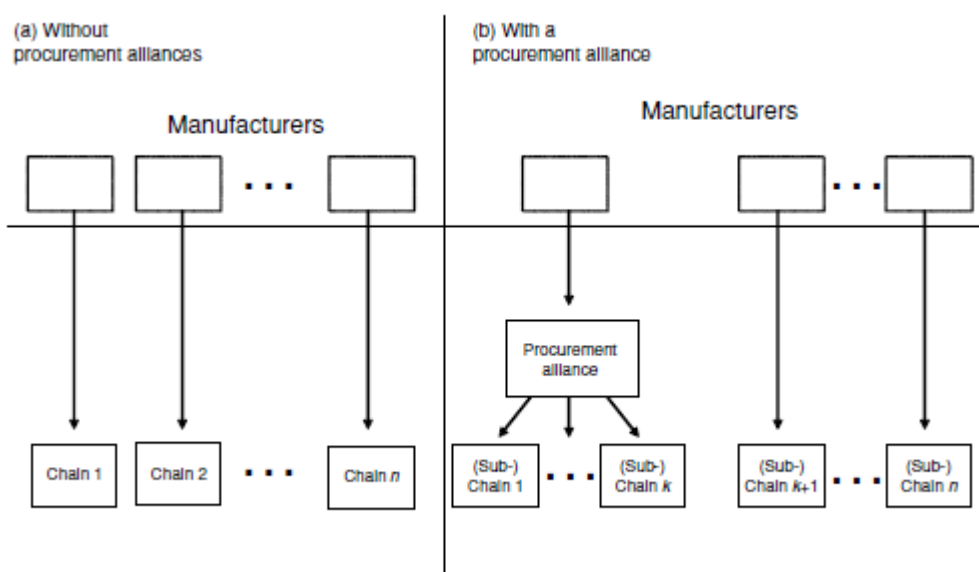 (a) Without
procurement alliances
Manufacturers
. . .
Chain 1
Chain 2
. . .
Chain n
(b) With a
procurement alliance
Manufacturers
. . .
Procurement
alliance
(Sub-)
Chain 1
. . .
(Sub-)
Chain k
(Sub-)
Chain k+1
. . .
(Sub-)
Chain n